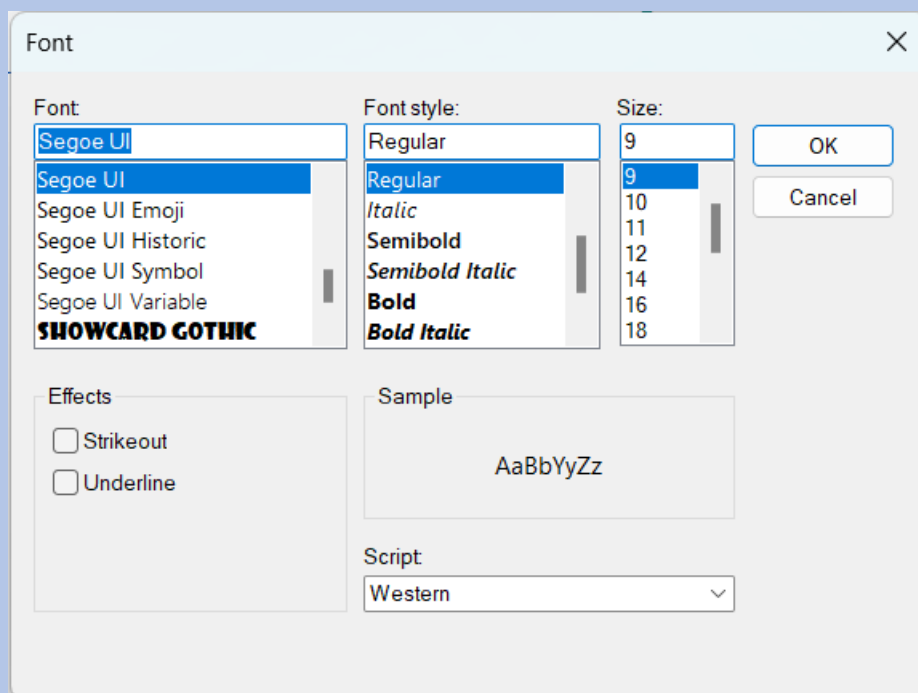 Font
Font: Font style: Size:
Segoe UI Regular 9 OK
Segoe UI Regular 9 Cancel
Segoe UI Emoji Italic 10
Segoe UI Historic Semibold 11
Segoe UI Symbol Semibold Italic 12
Segoe UI Variable Bold 14
SHOWCARD GOTHIC Bold Italic 16
18
Effects Sample
Strikeout
Underline
AaBbYyZz
Script:
Western